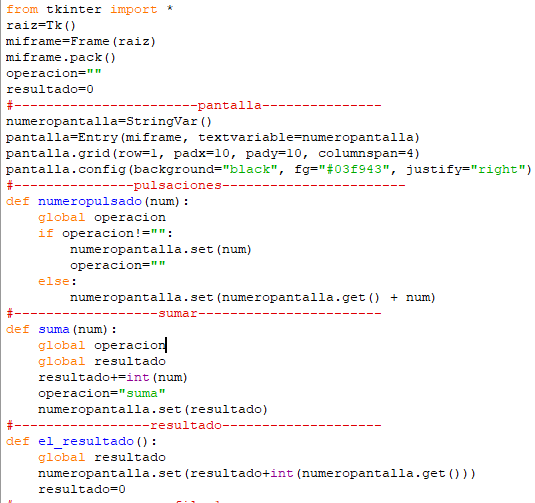 from tkinter import *
raiz=Tk()
miframe=Frame(raiz)
miframe.pack()
operacion=""
resultado=0
#-----------------------pantalla---------------
numeropantalla=StringVar()
pantalla=Entry(miframe, textvariable=numeropantalla)
pantalla.grid(row=1, padx=10, pady=10, columnspan=4)
pantalla.config(background="black", fg="#03f943", justify="right")
#---------------pulsaciones-----------------------
def numeropulsado(num):
    global operacion
    if operacion!="":
        numeropantalla.set(num)
        operacion=""
    else:
        numeropantalla.set(numeropantalla.get() + num)
#------------------sumar-----------------------
def suma(num):
    global operacion
    global resultado
    resultado+=int(num)
    operacion="suma"
    numeropantalla.set(resultado)
#-----------------resultado--------------------
def el_resultado():
    global resultado
    numeropantalla.set(resultado+int(numeropantalla.get()))
    resultado=0